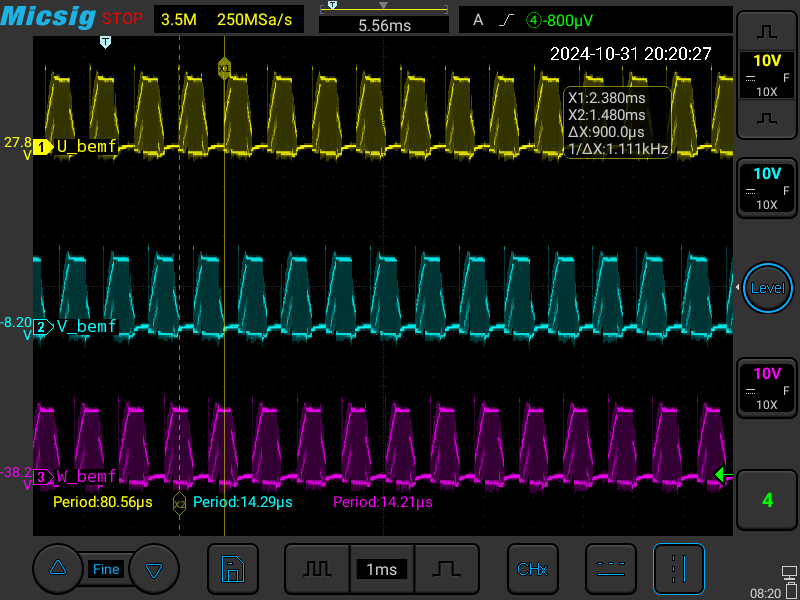 Micsig STOP 3.5M 250MSa/s T 5.56ms A ④-800μV
T
2024-10-31 20:20:27
X1
X1:2.380ms
X2:1.480ms
ΔX:900.0μs
1/ΔX:1.111kHz
27.8 V 1 U_bemf
-8.20 V 2 V_bemf
-38.2 V 3 W_bemf
Period:80.56μs X2 Period:14.29μs Period:14.21μs
10V
F
10X
10V
F
10X
Level
10V
F
10X
4
Fine 1ms CHx
08:20